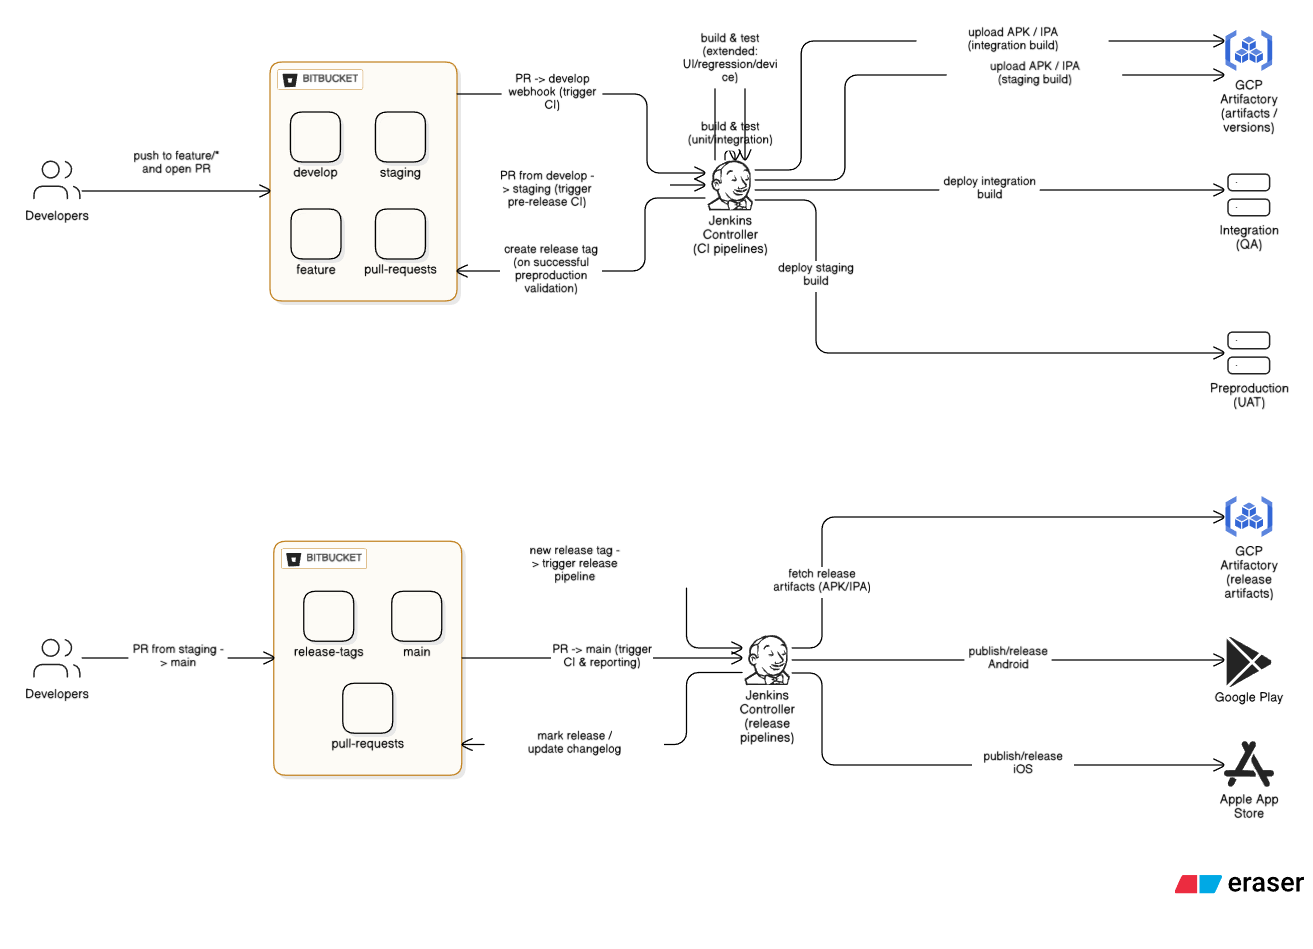 build & test
(extended:
UI/regression/devi
ce)
upload APK / IPA
(integration build)
upload APK / IPA
(staging build)
BITBUCKET
PR -> develop
webhook (trigger
CI)
GCP
Artifactory
(artifacts /
versions)
build & test
(unit/integration)
push to feature/*
and open PR
develop
staging
PR from develop -
> staging (trigger
pre-release CI)
deploy integration
build
Developers
Jenkins
Controller
(CI pipelines)
Integration
(QA)
feature
pull-requests
create release tag
(on successful
preproduction
validation)
deploy staging
build
Preproduction
(UAT)
BITBUCKET
new release tag -
> trigger release
pipeline
fetch release
artifacts (APK/IPA)
GCP
Artifactory
(release
artifacts)
release-tags
main
PR from staging -
> main
PR -> main (trigger
CI & reporting)
publish/release
Android
Developers
Jenkins
Controller
(release
pipelines)
Google Play
pull-requests
mark release /
update changelog
publish/release
iOS
Apple App
Store
eraser